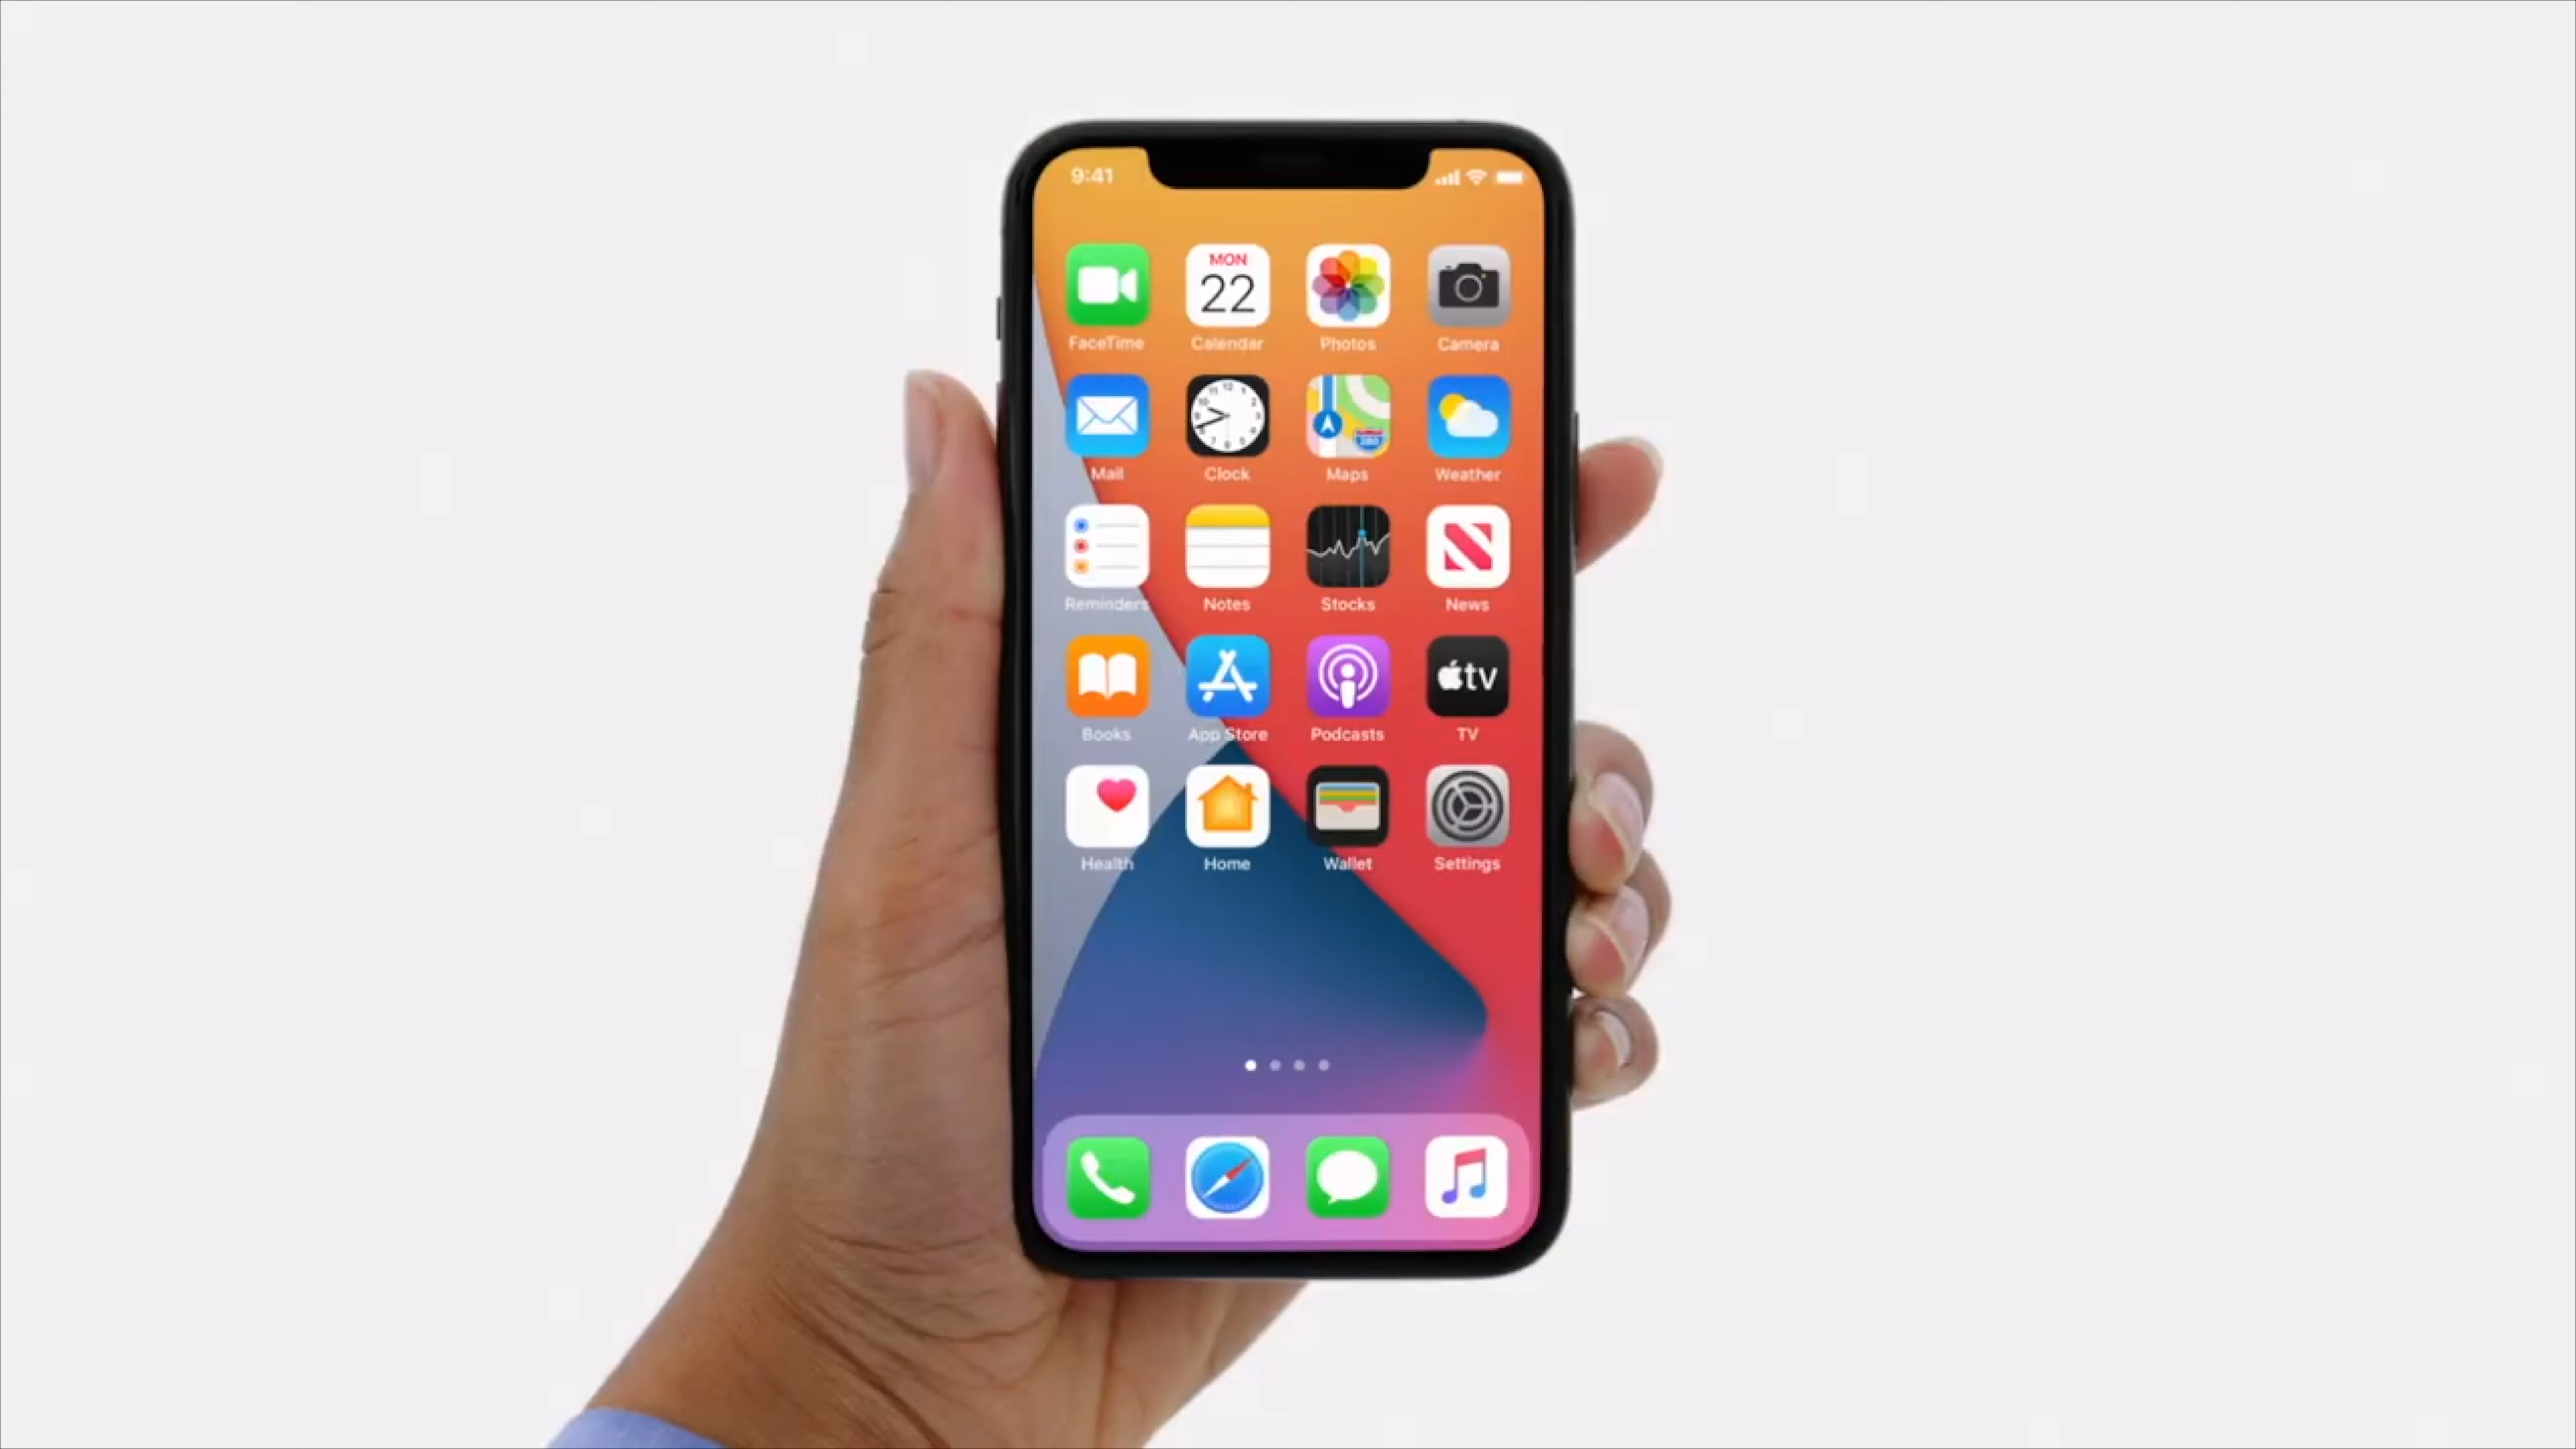 9:41
MON
22
FaceTime
Calendar
Photos
Camera
Mail
Clock
Maps
Weather
Reminders
Notes
Stocks
News
tv
Books
App Store
Podcasts
TV
Health
Home
Wallet
Settings